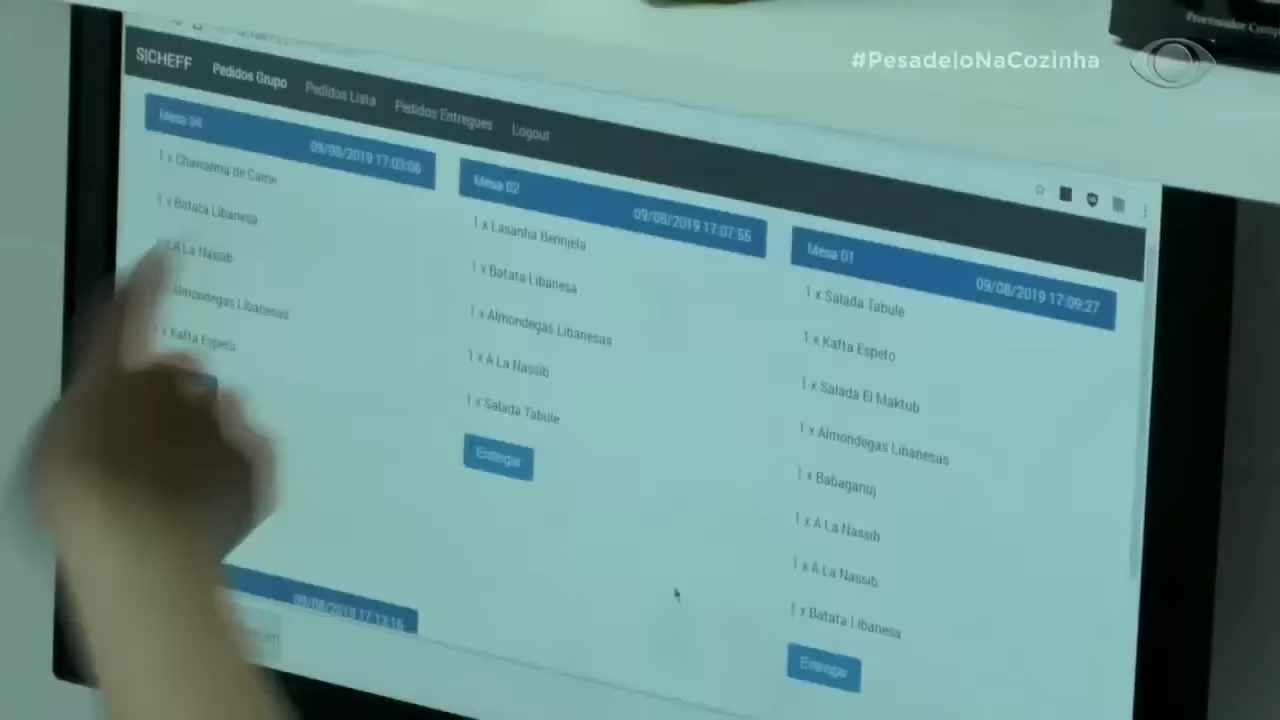 #PesadeloNaCozinha
S|CHEFF Pedidos Grupo Pedidos Lista Pedidos Entregues Logout
Mesa 04 09/08/2019 17:03:06
1 x Chawarma de Carne
1 x Batata Libanesa
A La Nassib
Almondegas Libanesas
x Kafta Espeto
Mesa 02 09/08/2019 17:07:55
1 x Lasanha Berinjela
1 x Batata Libanesa
1 x Almondegas Libanesas
1 x A La Nassib
1 x Salada Tabule
Entregar
Mesa 01 09/08/2019 17:09:27
1 x Salada Tabule
1 x Kafta Espeto
1 x Salada El Maktub
1 x Almondegas Libanesas
1 x Babaganuj
1 x A La Nassib
1 x A La Nassib
1 x Batata Libanesa
Entregar
09/08/2019 17:13:16